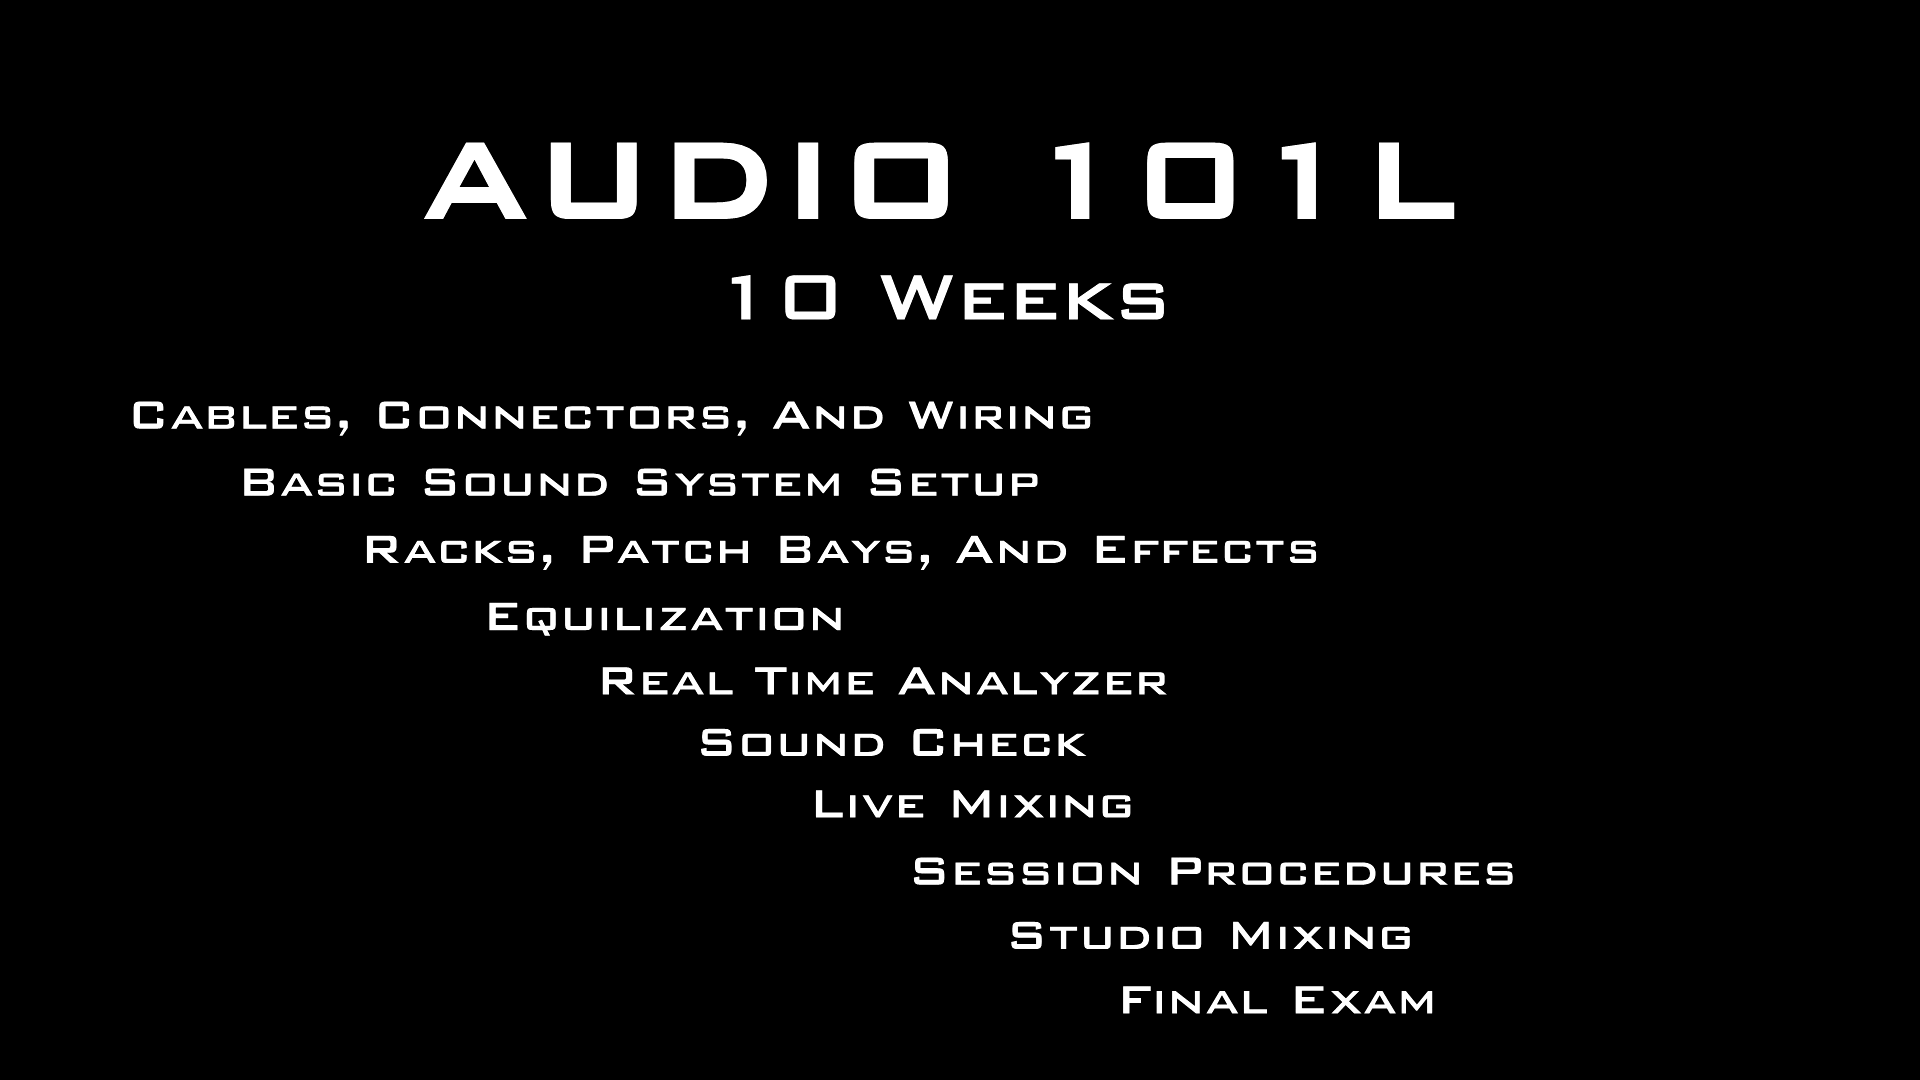 AUDIO 101L
10 Weeks
Cables, Connectors, And Wiring
Basic Sound System Setup
Racks, Patch Bays, And Effects
Equilization
Real Time Analyzer
Sound Check
Live Mixing
Session Procedures
Studio Mixing
Final Exam